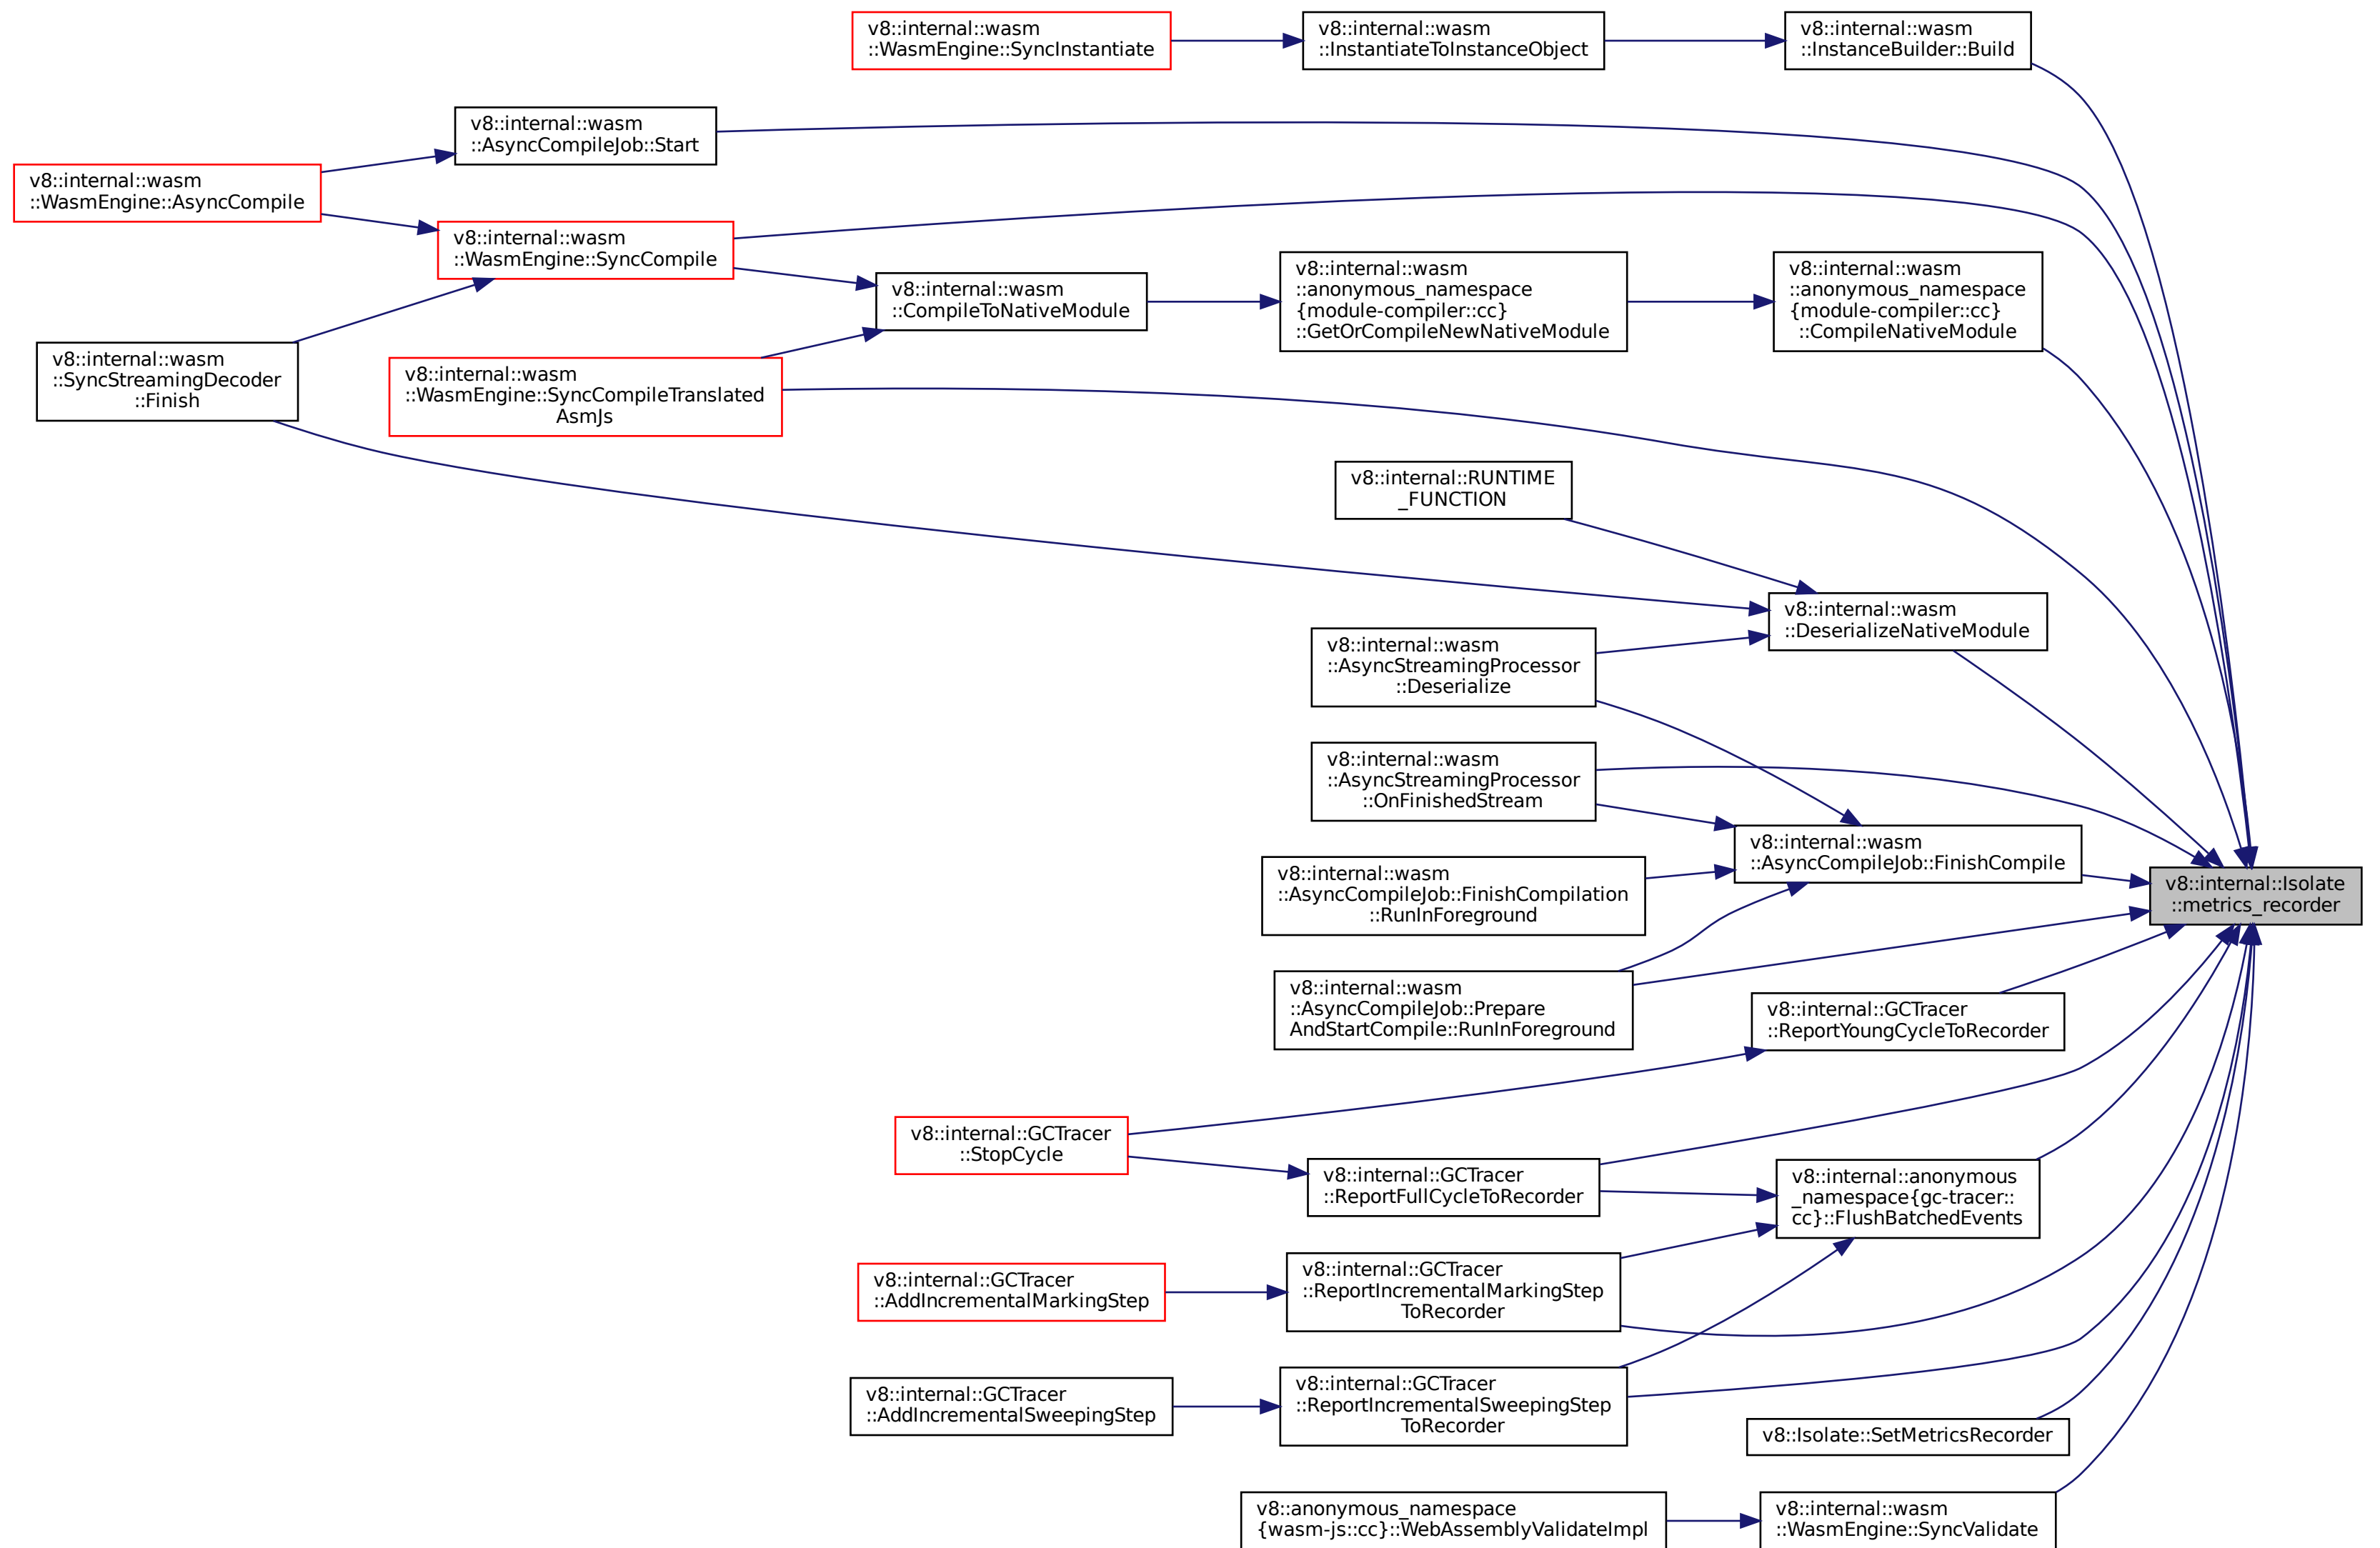 v8::internal::wasm
::WasmEngine::SyncInstantiate
v8::internal::wasm
::InstantiateToInstanceObject
v8::internal::wasm
::InstanceBuilder::Build
v8::internal::wasm
::AsyncCompileJob::Start
v8::internal::wasm
::WasmEngine::AsyncCompile
v8::internal::wasm
::WasmEngine::SyncCompile
v8::internal::wasm
::CompileToNativeModule
v8::internal::wasm
::anonymous_namespace
{module-compiler::cc}
::GetOrCompileNewNativeModule
v8::internal::wasm
::anonymous_namespace
{module-compiler::cc}
::CompileNativeModule
v8::internal::wasm
::SyncStreamingDecoder
::Finish
v8::internal::wasm
::WasmEngine::SyncCompileTranslated
AsmJs
v8::internal::RUNTIME
_FUNCTION
v8::internal::wasm
::DeserializeNativeModule
v8::internal::wasm
::AsyncStreamingProcessor
::Deserialize
v8::internal::wasm
::AsyncStreamingProcessor
::OnFinishedStream
v8::internal::wasm
::AsyncCompileJob::FinishCompile
v8::internal::wasm
::AsyncCompileJob::FinishCompilation
::RunInForeground
v8::internal::Isolate
::metrics_recorder
v8::internal::wasm
::AsyncCompileJob::Prepare
AndStartCompile::RunInForeground
v8::internal::GCTracer
::ReportYoungCycleToRecorder
v8::internal::GCTracer
::StopCycle
v8::internal::GCTracer
::ReportFullCycleToRecorder
v8::internal::anonymous
_namespace{gc-tracer::
cc}::FlushBatchedEvents
v8::internal::GCTracer
::AddIncrementalMarkingStep
v8::internal::GCTracer
::ReportIncrementalMarkingStep
ToRecorder
v8::internal::GCTracer
::AddIncrementalSweepingStep
v8::internal::GCTracer
::ReportIncrementalSweepingStep
ToRecorder
v8::Isolate::SetMetricsRecorder
v8::anonymous_namespace
{wasm-js::cc}::WebAssemblyValidateImpl
v8::internal::wasm
::WasmEngine::SyncValidate